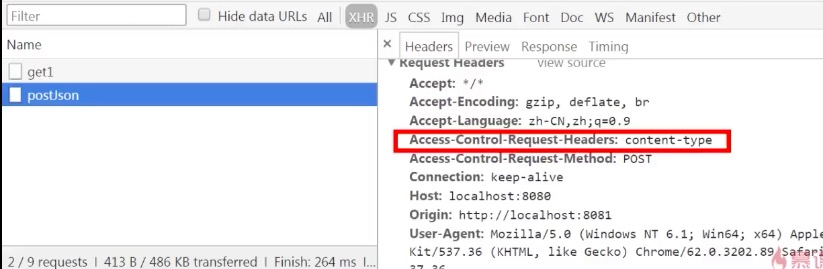 Filter Hide data URLs All XHR JS CSS Img Media Font Doc WS Manifest Other
Name
get1
postJson
2 / 9 requests | 413 B / 486 KB transferred | Finish: 264 ms |...
× Headers Preview Response Timing
▼ Request Headers view source
Accept: */*
Accept-Encoding: gzip, deflate, br
Accept-Language: zh-CN,zh;q=0.9
Access-Control-Request-Headers: content-type
Access-Control-Request-Method: POST
Connection: keep-alive
Host: localhost:8080
Origin: http://localhost:8081
User-Agent: Mozilla/5.0 (Windows NT 6.1; Win64; x64) Apple
Kit/537.36 (KHTML, like Gecko) Chrome/62.0.3202.89 Safari
37.36